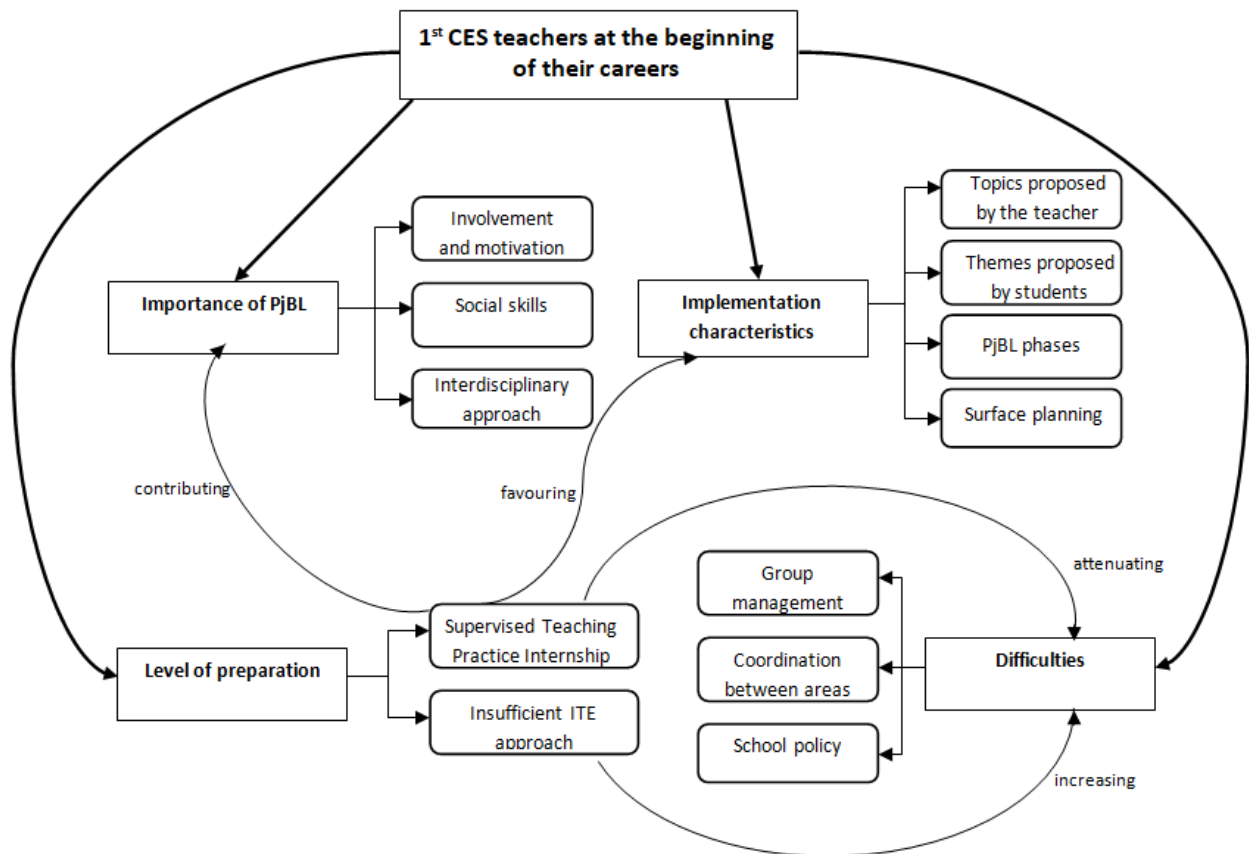 1st CES teachers at the beginning
of their careers
Involvement
and motivation
Importance of PjBL
Social skills
Interdisciplinary
approach
Topics proposed
by the teacher
Themes proposed
by students
Implementation
characteristics
PjBL phases
Surface planning
contributing
favouring
attenuating
Level of preparation
Supervised Teaching
Practice Internship
Insufficient ITE
approach
Group
management
Coordination
between areas
School policy
Difficulties
increasing